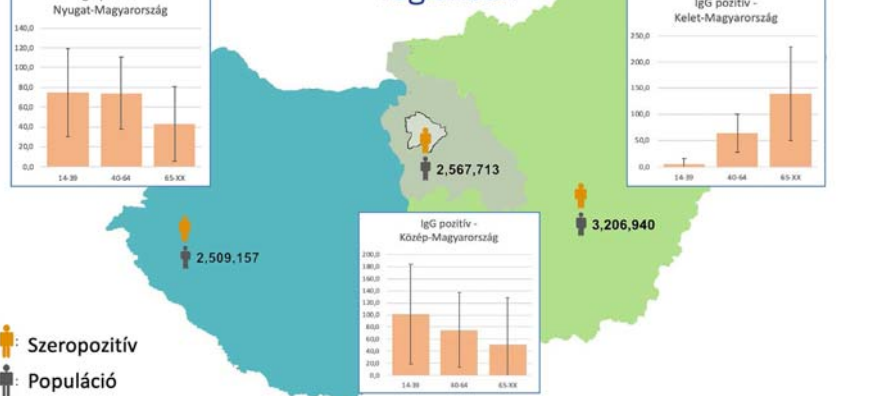 Nyugat-Magyarország
140,0
120,0
100,0
80,0
60,0
40,0
20,0
0,0
14-39 40-64 65-XX
IgG pozitív -
Kelet-Magyarország
250,0
200,0
150,0
100,0
50,0
0,0
14-39 40-64 65-XX
2,567,713
3,206,940
2,509,157
IgG pozitív -
Közép-Magyarország
200,0
180,0
160,0
140,0
120,0
100,0
80,0
60,0
40,0
20,0
0,0
14-39 40-64 65-XX
: Szeropozitív
: Populáció